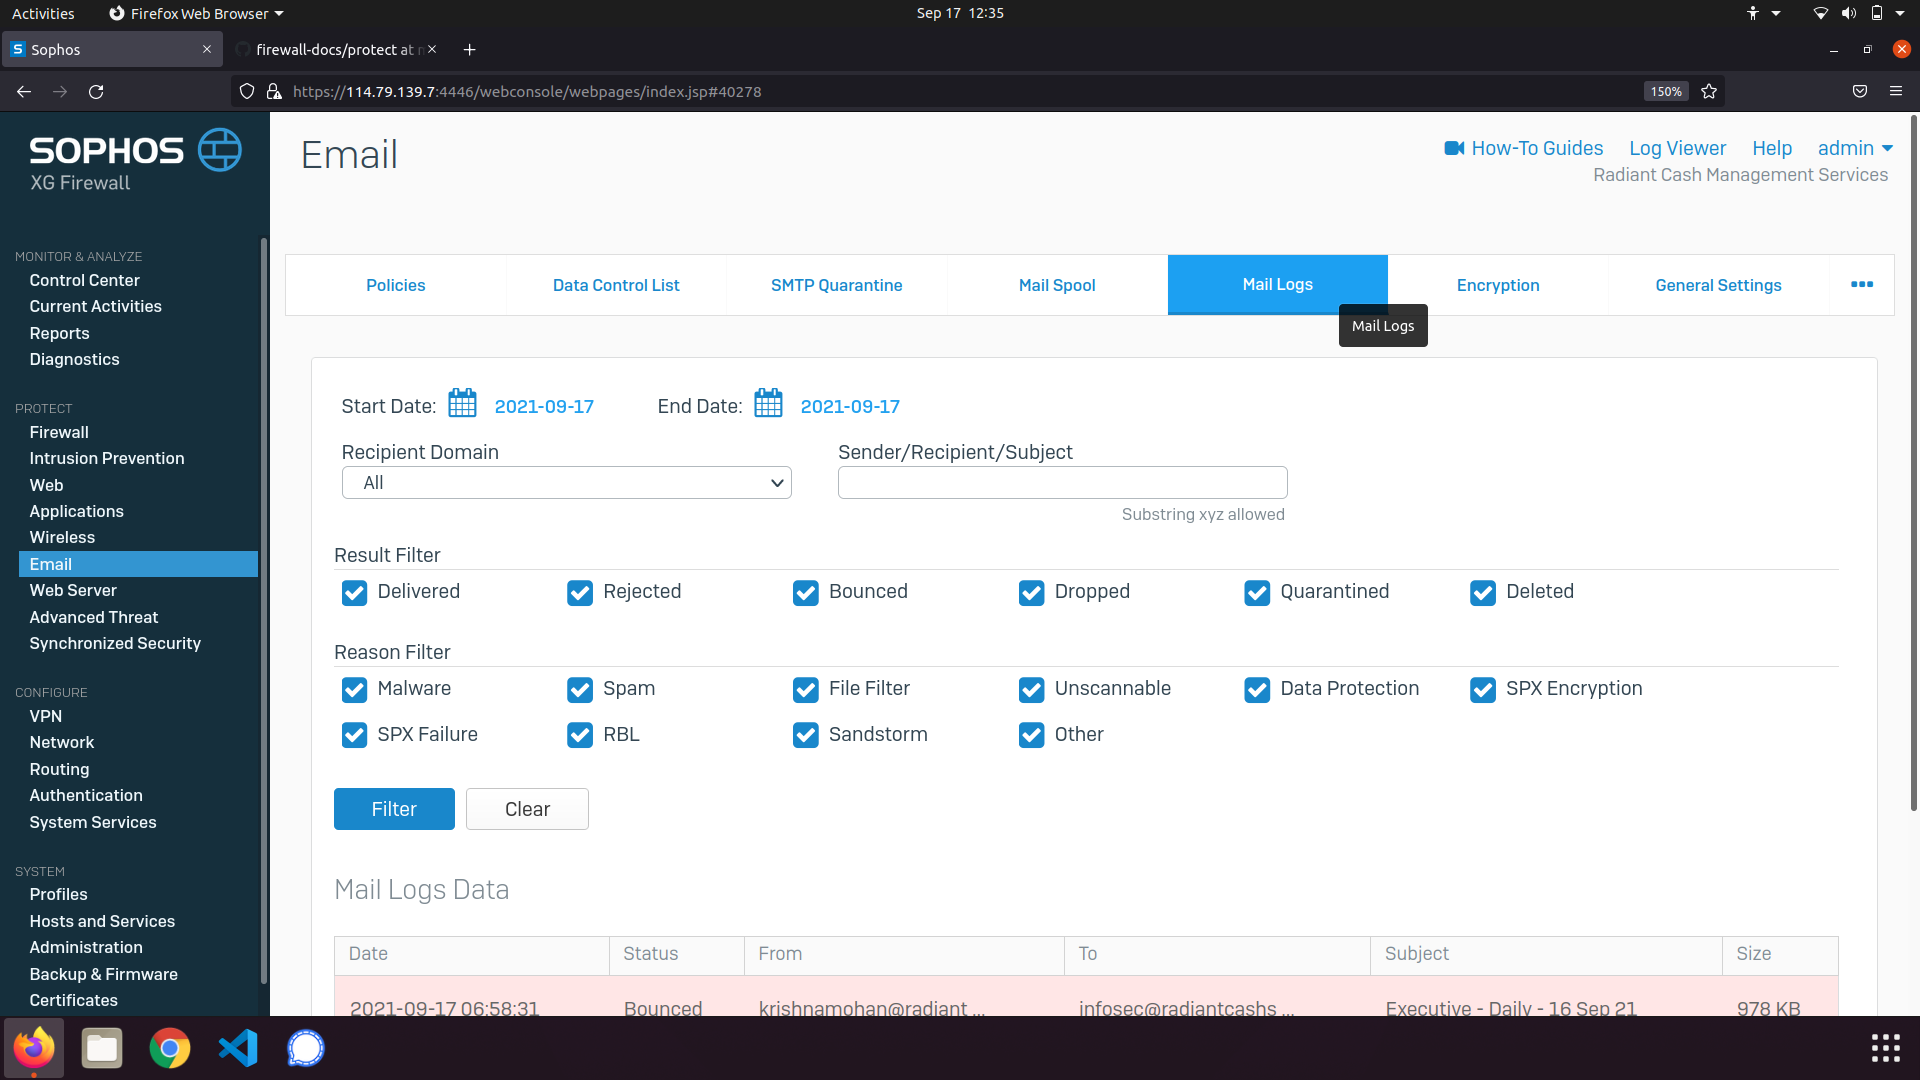 Activities
Firefox Web Browser
Sep 17 12:35
Sophos
firewall-docs/protect at
https://114.79.139.7:4446/webconsole/webpages/index.jsp#40278
150%
SOPHOS
XG Firewall
Email
How-To Guides
Log Viewer
Help
admin
Radiant Cash Management Services
MONITOR & ANALYZE
Control Center
Current Activities
Reports
Diagnostics
PROTECT
Firewall
Intrusion Prevention
Web
Applications
Wireless
Email
Web Server
Advanced Threat
Synchronized Security
CONFIGURE
VPN
Network
Routing
Authentication
System Services
SYSTEM
Profiles
Hosts and Services
Administration
Backup & Firmware
Certificates
Policies
Data Control List
SMTP Quarantine
Mail Spool
Mail Logs
Encryption
General Settings
Mail Logs
Start Date: 2021-09-17
End Date: 2021-09-17
Recipient Domain
All
Sender/Recipient/Subject
Substring xyz allowed
Result Filter
Delivered
Rejected
Bounced
Dropped
Quarantined
Deleted
Reason Filter
Malware
Spam
File Filter
Unscannable
Data Protection
SPX Encryption
SPX Failure
RBL
Sandstorm
Other
Filter
Clear
Mail Logs Data
Date
Status
From
To
Subject
Size
2021-09-17 06:58:31
Bounced
krishnamohan@radiant ...
infosec@radiantcashs ...
Executive - Daily - 16 Sep 21
978 KB